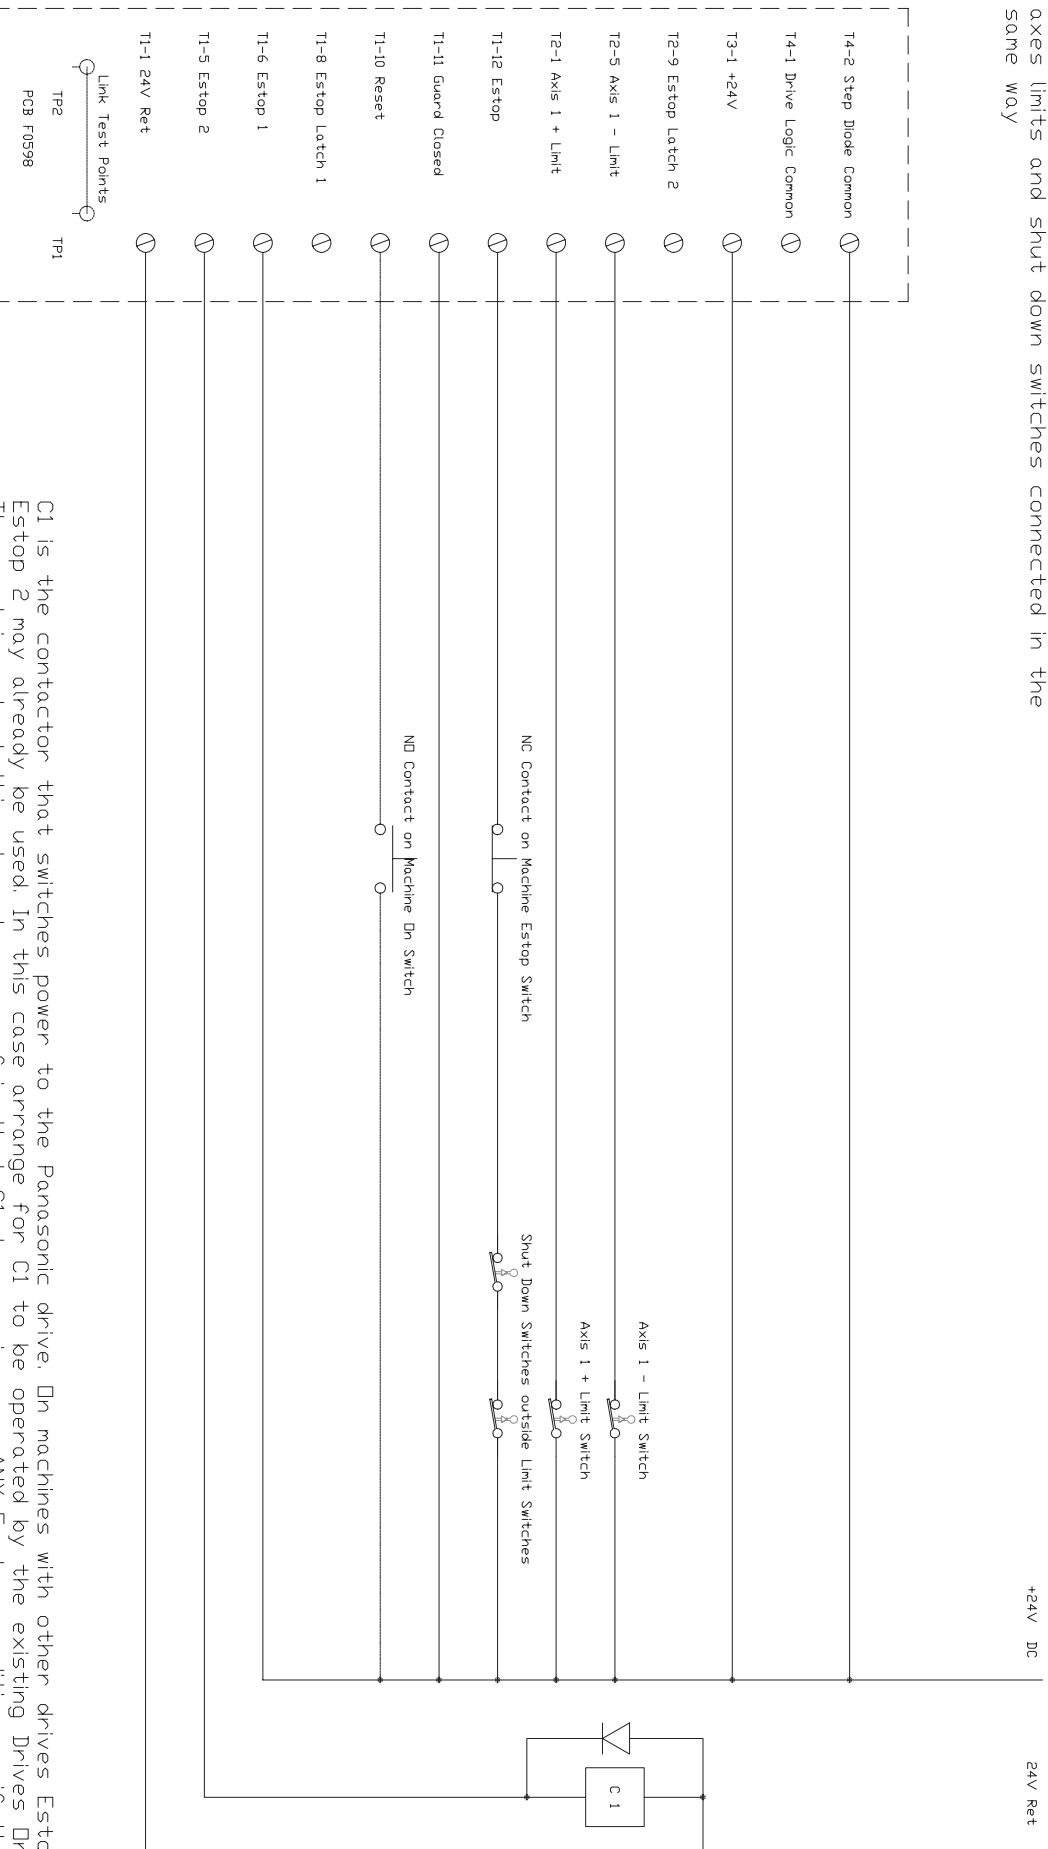 axes limits and shut down switches connected in the
same way
T4-2 Step Diode Common
T4-1 Drive Logic Common
T3-1 +24V
T2-9 Estop Latch 2
T2-5 Axis 1 - Limit
T2-1 Axis 1 + Limit
T1-12 Estop
T1-11 Guard Closed
T1-10 Reset
T1-8 Estop Latch 1
T1-6 Estop 1
T1-5 Estop 2
T1-1 24V Ret
Link Test Points
TP2
TP1
PCB F0598
Axis 1 - Limit Switch
Axis 1 + Limit Switch
NC Contact on Machine Estop Switch
Shut Down Switches outside Limit Switches
NO Contact on Machine On Switch
+24V DC
24V Ret
C 1
C1 is the contactor that switches power to the Panasonic drive. On machines with other drives
Estop 2 may already be used. In this case arrange for C1 to be operated by the existing Drives